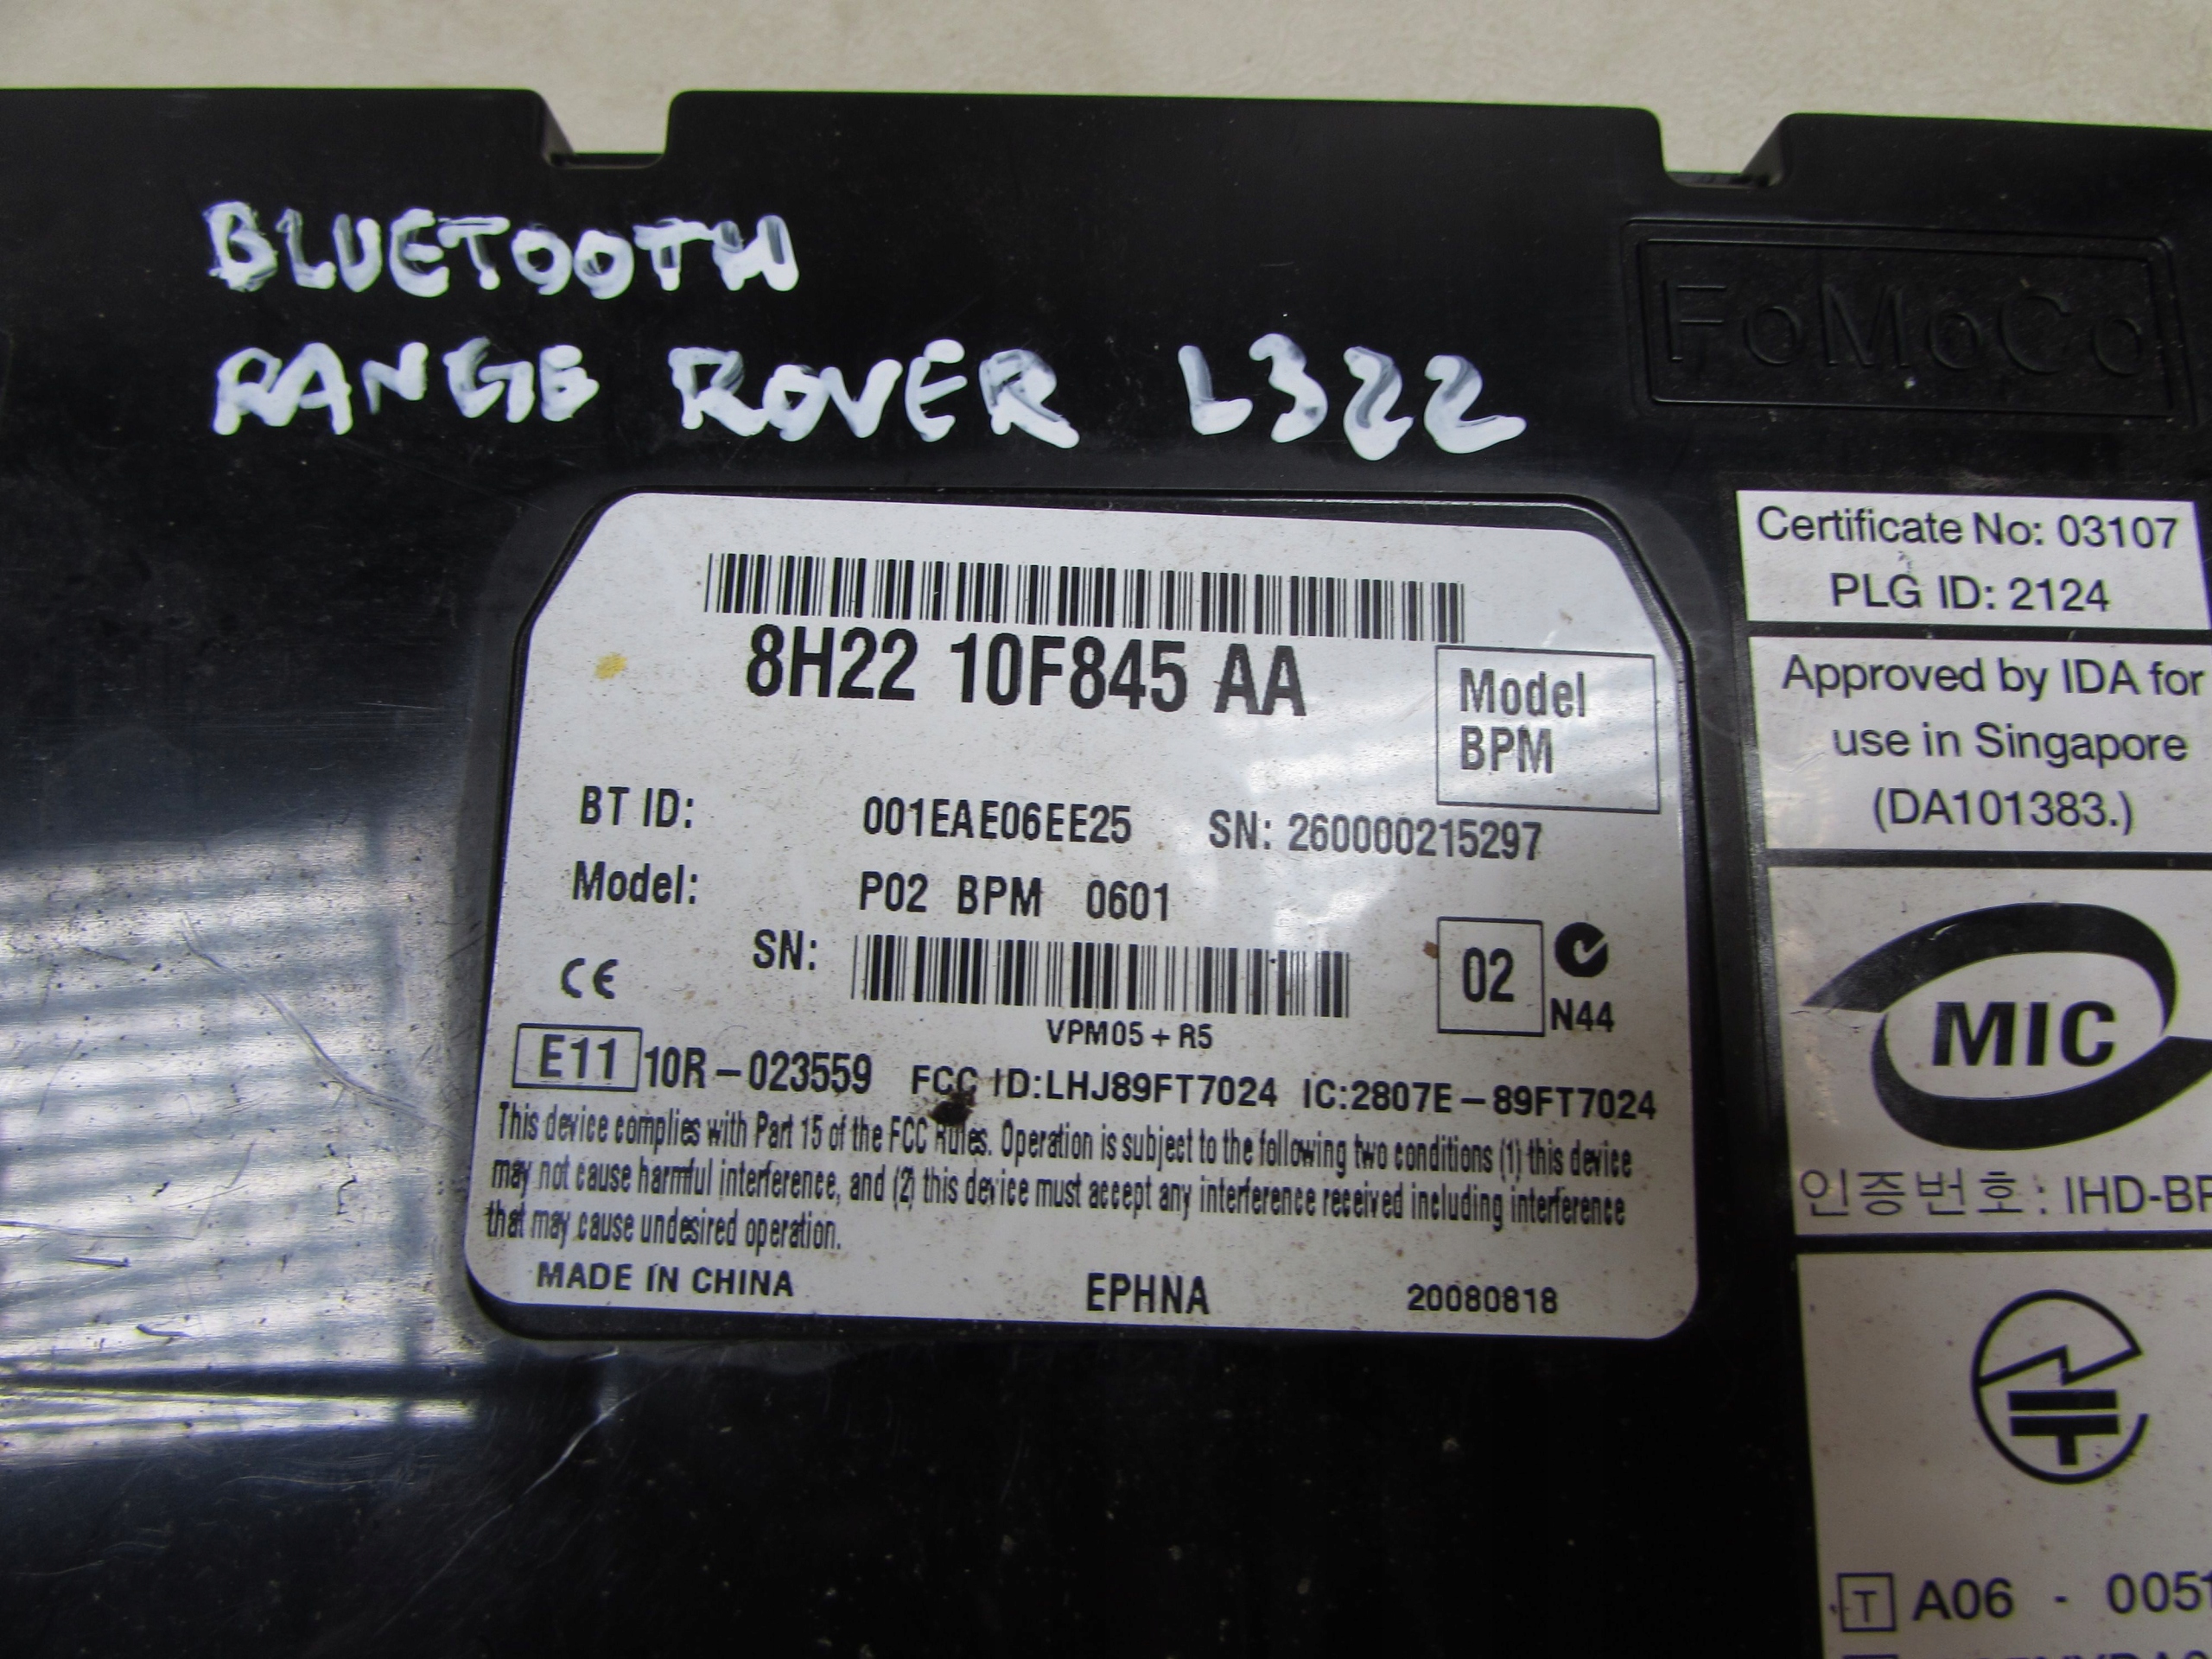 BLUETOOTH
RANGE ROVER L322
FoMoCo
8H22 10F845 AA
Model
BPM
BT ID: 001EAE06EE25 SN: 260000215297
Model: P02 BPM 0601
SN:
VPM05+R5
CE
02
N44
E11 10R-023559 FCC ID:LHJ89FT7024 IC:2807E-89FT7024
This device complies with Part 15 of the FCC Rules. Operation is subject to the following two conditions (1) this device
may not cause harmful interference, and (2) this device must accept any interference received including interference
that may cause undesired operation.
MADE IN CHINA EPHNA 20080818
Certificate No: 03107
PLG ID: 2124
Approved by IDA for
use in Singapore
(DA101383.)
MIC
인증번호: IHD-BP
T A06 - 0051